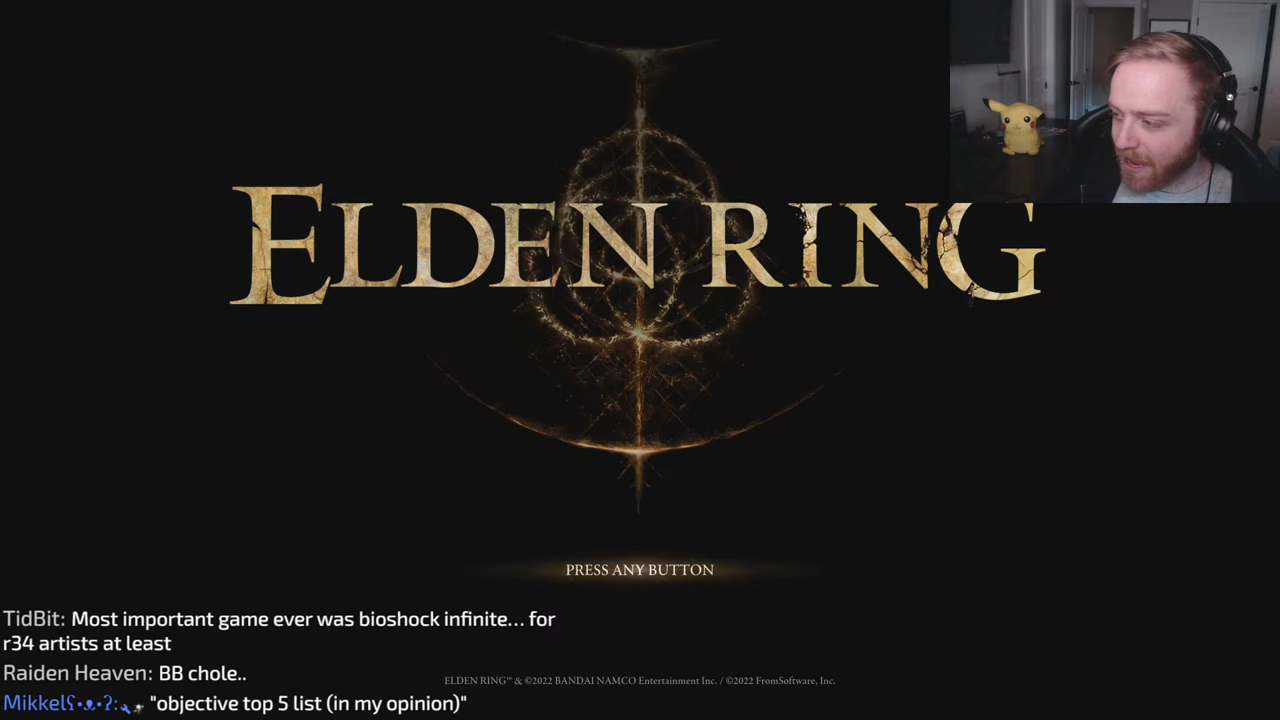 ELDEN RING
PRESS ANY BUTTON
TidBit: Most important game ever was bioshock infinite... for
r34 artists at least
Raiden Heaven: BB chole..
Mikkelʕ•ᴥ•ʔ: "objective top 5 list (in my opinion)"
ELDEN RING™ & ©2022 BANDAI NAMCO Entertainment Inc. / ©2022 FromSoftware, Inc.